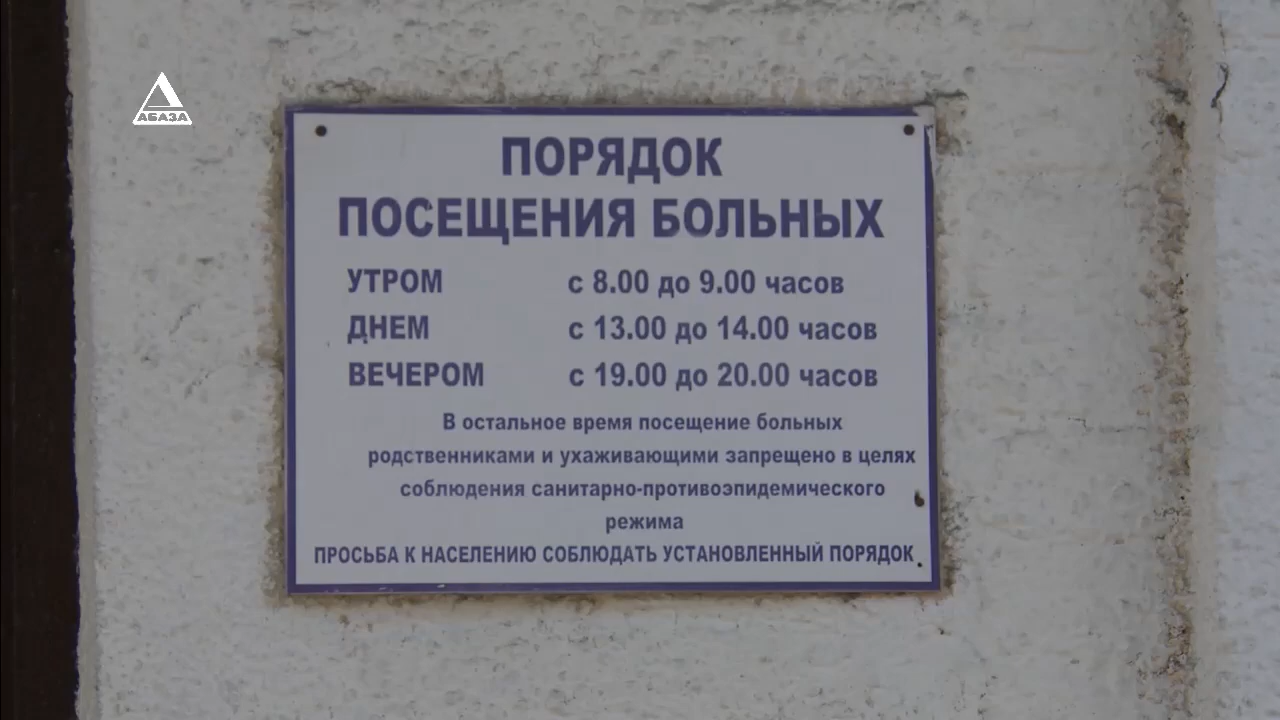 АБАЗА
ПОРЯДОК
ПОСЕЩЕНИЯ БОЛЬНЫХ
УТРОМ с 8.00 до 9.00 часов
ДНЕМ с 13.00 до 14.00 часов
ВЕЧЕРОМ с 19.00 до 20.00 часов
В остальное время посещение больных
родственниками и ухаживающими запрещено в целях
соблюдения санитарно-противоэпидемического
режима
ПРОСЬБА К НАСЕЛЕНИЮ СОБЛЮДАТЬ УСТАНОВЛЕННЫЙ ПОРЯДОК.